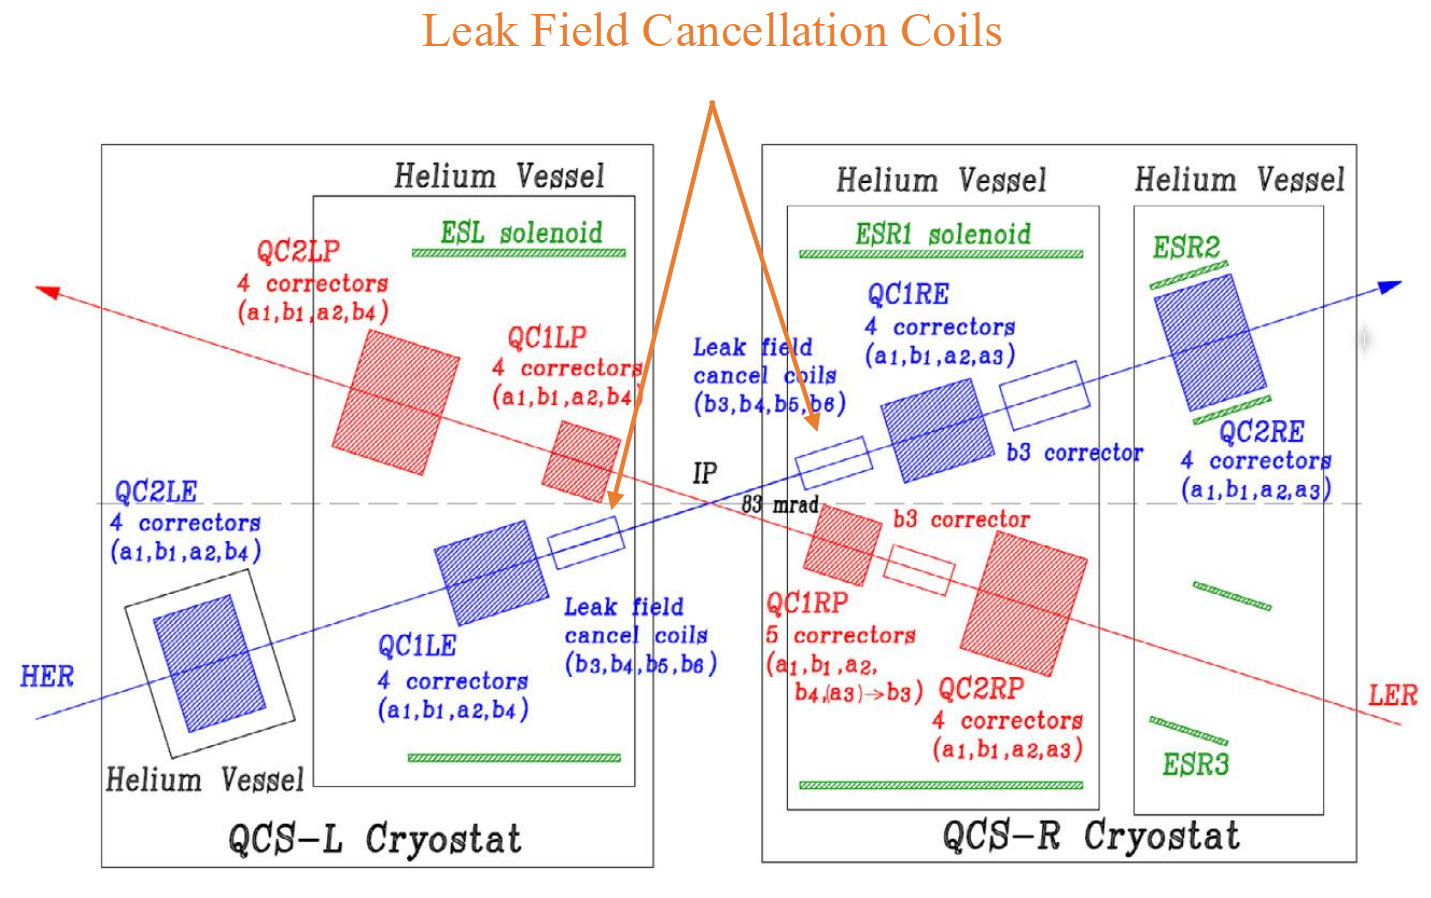 Leak Field Cancellation Coils
Helium Vessel
ESL solenoid
QC2LP
4 correctors
(a1,b1,a2,b4)
QC1LP
4 correctors
(a1,b1,a2,b4)
QC2LE
4 correctors
(a1,b1,a2,b4)
HER
Helium Vessel
QC1LE
4 correctors
(a1,b1,a2,b4)
Leak field
cancel coils
(b3,b4,b5,b6)
QCS-L Cryostat
IP
83 mrad
Leak field
cancel coils
(b3,b4,b5,b6)
Helium Vessel
ESR1 solenoid
QC1RE
4 correctors
(a1,b1,a2,a3)
b3 corrector
b3 corrector
QC1RP
5 correctors
(a1,b1,a2,
b4,(a3)→b3)
QC2RP
4 correctors
(a1,b1,a2,a3)
Helium Vessel
ESR2
QC2RE
4 correctors
(a1,b1,a2,a3)
LER
ESR3
QCS-R Cryostat